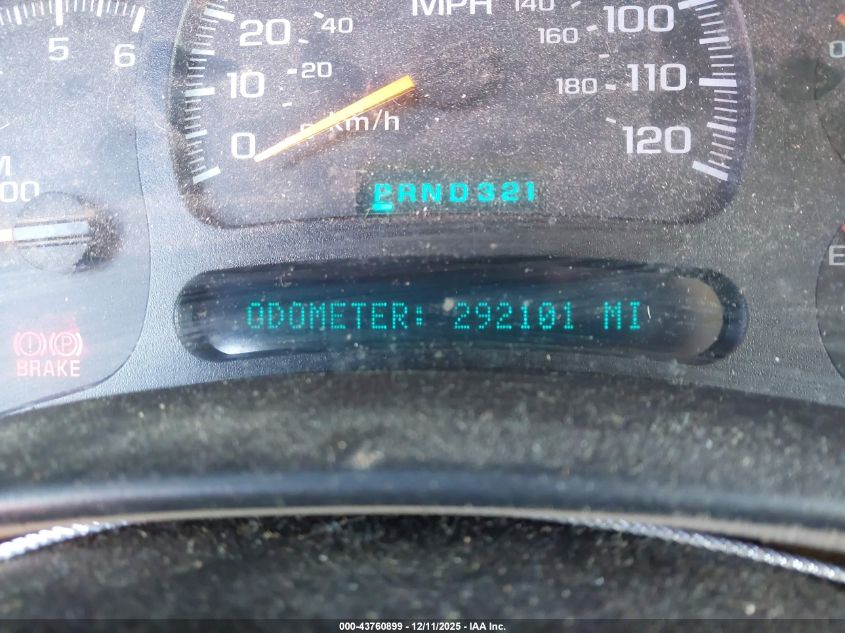 5 6
00
20 40
10 20
0 km/h
MPH
140 100
160
180 110
120
PRND321
ODOMETER: 292101 MI
BRAKE
E
000-43760899 - 12/11/2025 - IAA Inc.